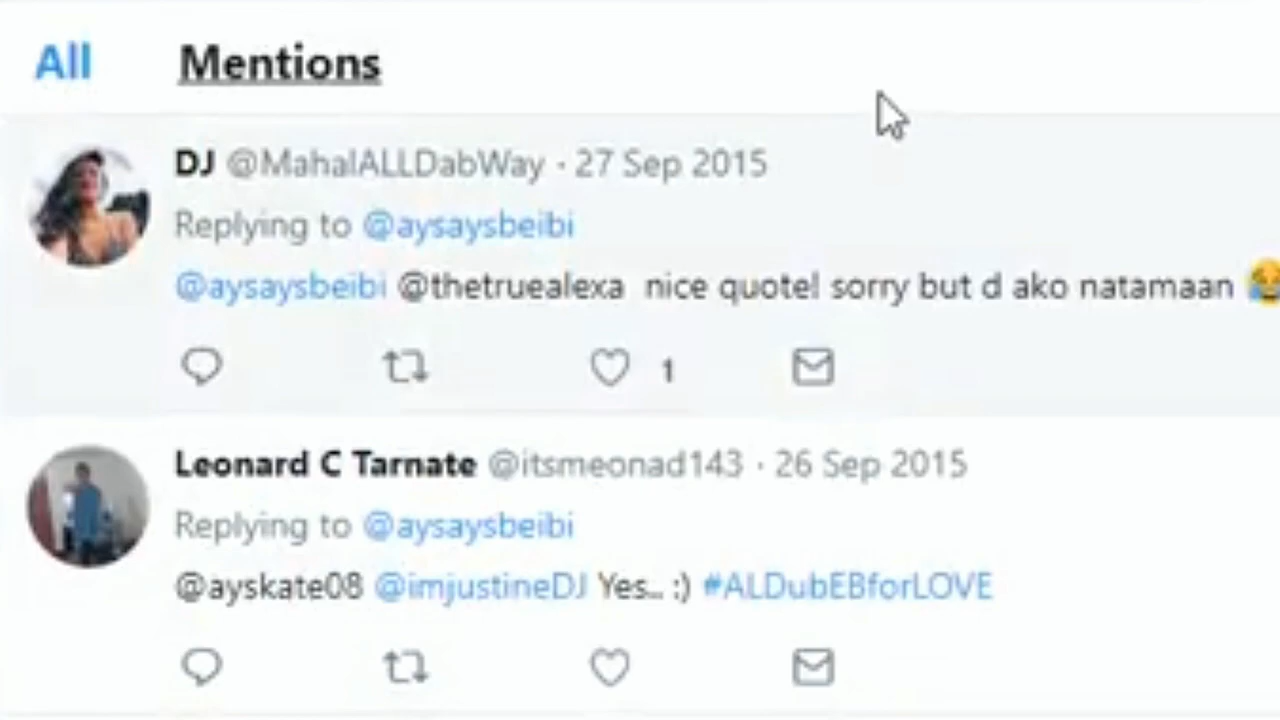 All Mentions
DJ @MahalALLDabWay · 27 Sep 2015
Replying to @aysaysbeibi
@aysaysbeibi @thetruealexa nice quote! sorry but d ako natamaan 😂
1
Leonard C Tarnate @itsmeonad143 · 26 Sep 2015
Replying to @aysaysbeibi
@ayskate08 @imjustineDJ Yes.. :) #ALDubEBforLOVE